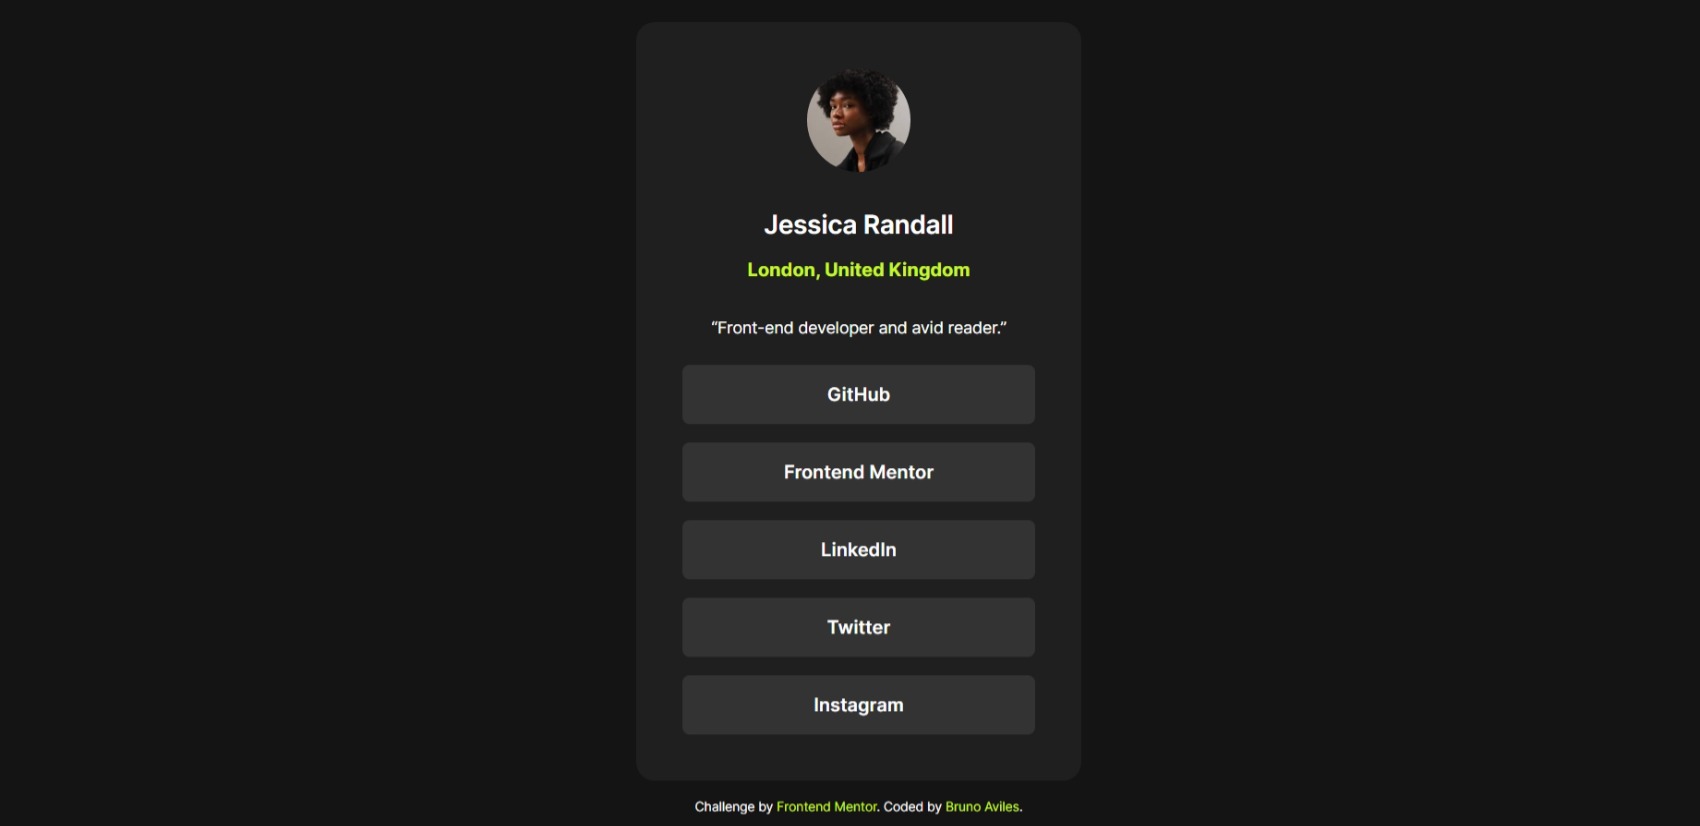 Jessica Randall
London, United Kingdom
“Front-end developer and avid reader.”
GitHub
Frontend Mentor
LinkedIn
Twitter
Instagram
Challenge by Frontend Mentor. Coded by Bruno Aviles.